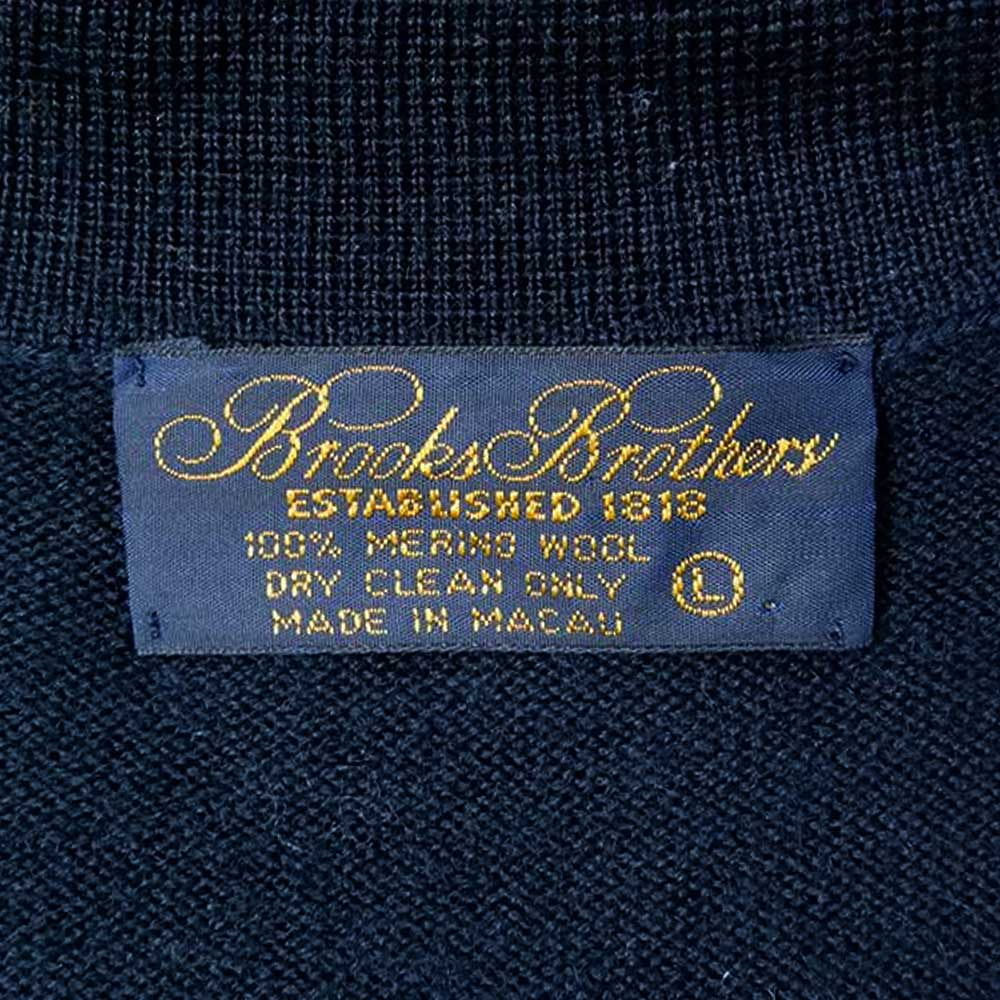 Brooks Brothers
ESTABLISHED 1818
100% MERINO WOOL
DRY CLEAN ONLY
L
MADE IN MACAU